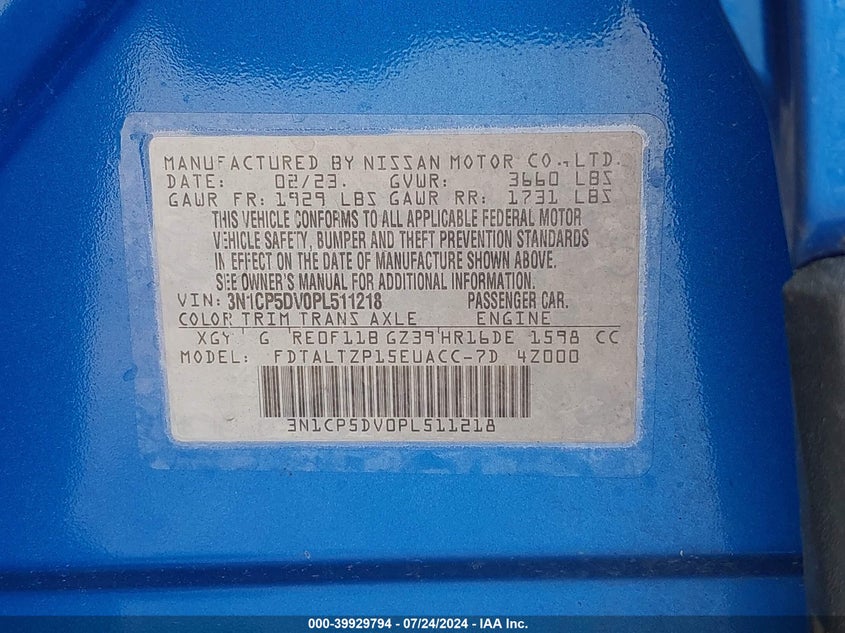 MANUFACTURED BY NISSAN MOTOR CO.,LTD.
DATE: 02/23. GVWR: 3660 LBS
GAWR FR: 1929 LBS GAWR RR: 1731 LBS
THIS VEHICLE CONFORMS TO ALL APPLICABLE FEDERAL MOTOR
VEHICLE SAFETY, BUMPER AND THEFT PREVENTION STANDARDS
IN EFFECT ON THE DATE OF MANUFACTURE SHOWN ABOVE.
SEE OWNER'S MANUAL FOR ADDITIONAL INFORMATION.
VIN: 3N1CP5DV0PL511218 PASSENGER CAR.
COLOR TRIM TRANS AXLE ENGINE
XGY G RE0F11B GZ39 HR16DE 1598 CC
MODEL: FDTALTZP15EUACC-7D 4Z000
3N1CP5DV0PL511218
000-39929794 / 07/24/2024 - IAA Inc.